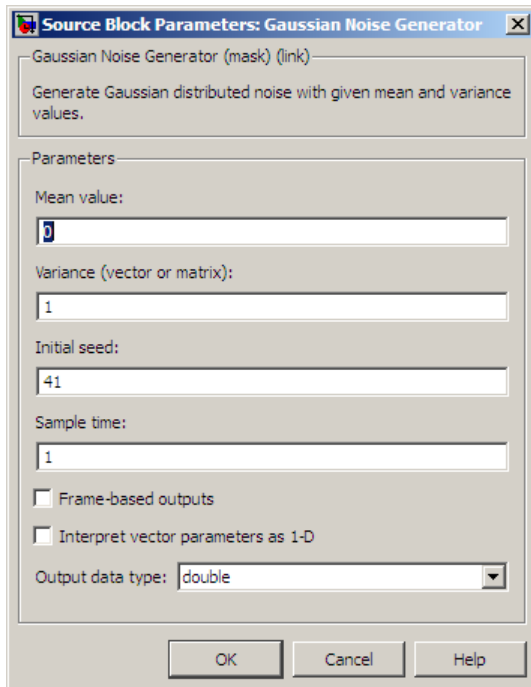 Source Block Parameters: Gaussian Noise Generator
Gaussian Noise Generator (mask) (link)
Generate Gaussian distributed noise with given mean and variance
values.
Parameters
Mean value:
0
Variance (vector or matrix):
1
Initial seed:
41
Sample time:
1
Frame-based outputs
Interpret vector parameters as 1-D
Output data type: double
OK Cancel Help